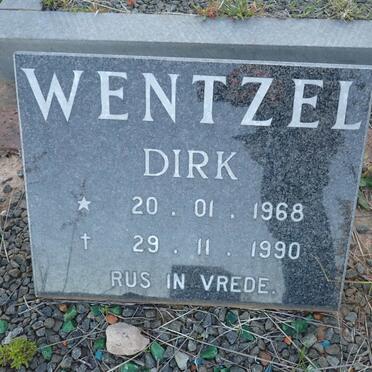 WENTZEL
DIRK
★ 20 . 01 . 1968
† 29 . 11 . 1990
RUS IN VREDE.